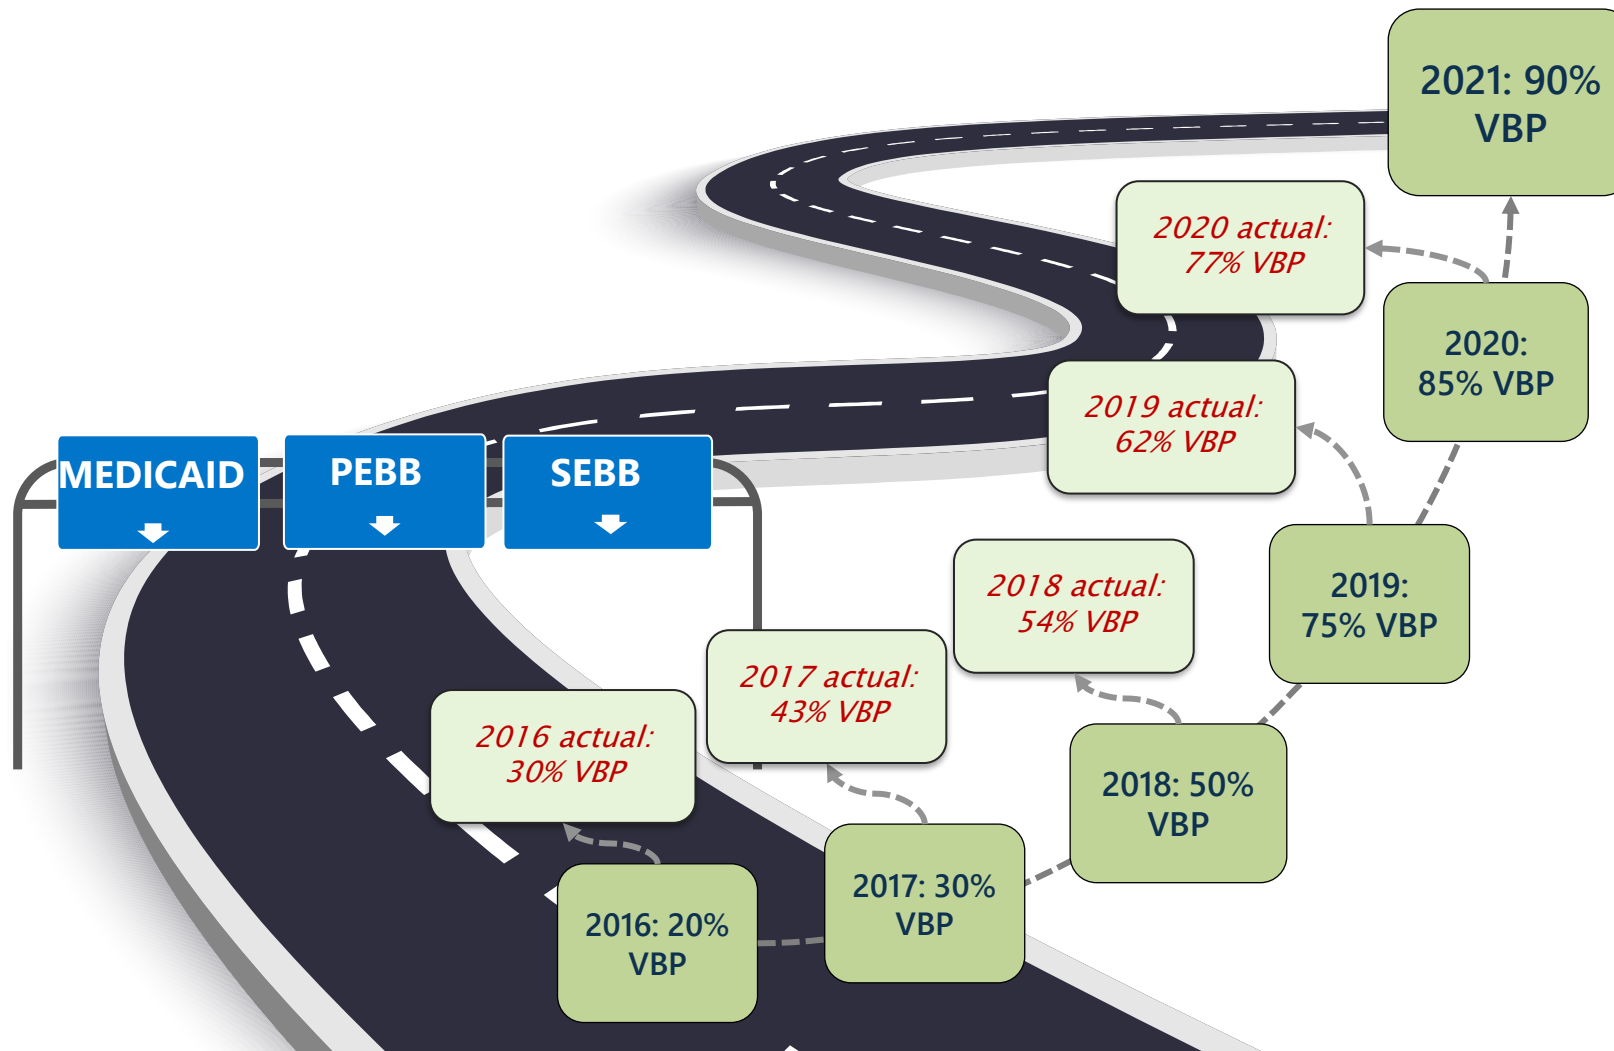 2021: 90%
VBP
2020 actual:
77% VBP
2020:
85% VBP
2019 actual:
62% VBP
MEDICAID
PEBB
SEBB
2019:
75% VBP
2018 actual:
54% VBP
2017 actual:
43% VBP
2016 actual:
30% VBP
2018: 50%
VBP
2017: 30%
VBP
2016: 20%
VBP